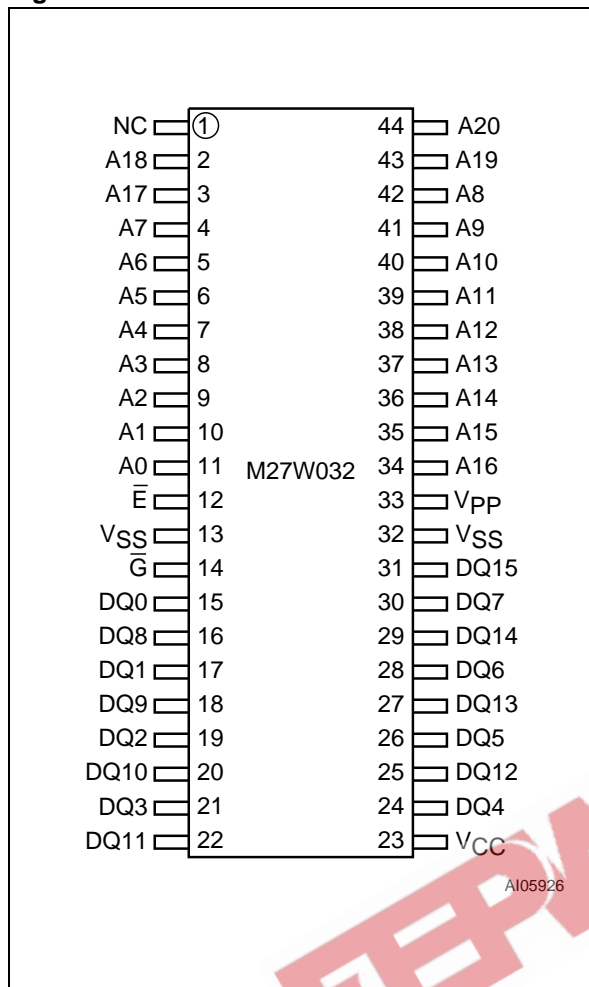 NC 1 44 A20
A18 2 43 A19
A17 3 42 A8
A7 4 41 A9
A6 5 40 A10
A5 6 39 A11
A4 7 38 A12
A3 8 37 A13
A2 9 36 A14
A1 10 35 A15
A0 11 M27W032 34 A16
E̅ 12 33 VPP
VSS 13 32 VSS
G̅ 14 31 DQ15
DQ0 15 30 DQ7
DQ8 16 29 DQ14
DQ1 17 28 DQ6
DQ9 18 27 DQ13
DQ2 19 26 DQ5
DQ10 20 25 DQ12
DQ3 21 24 DQ4
DQ11 22 23 VCC
AI05926